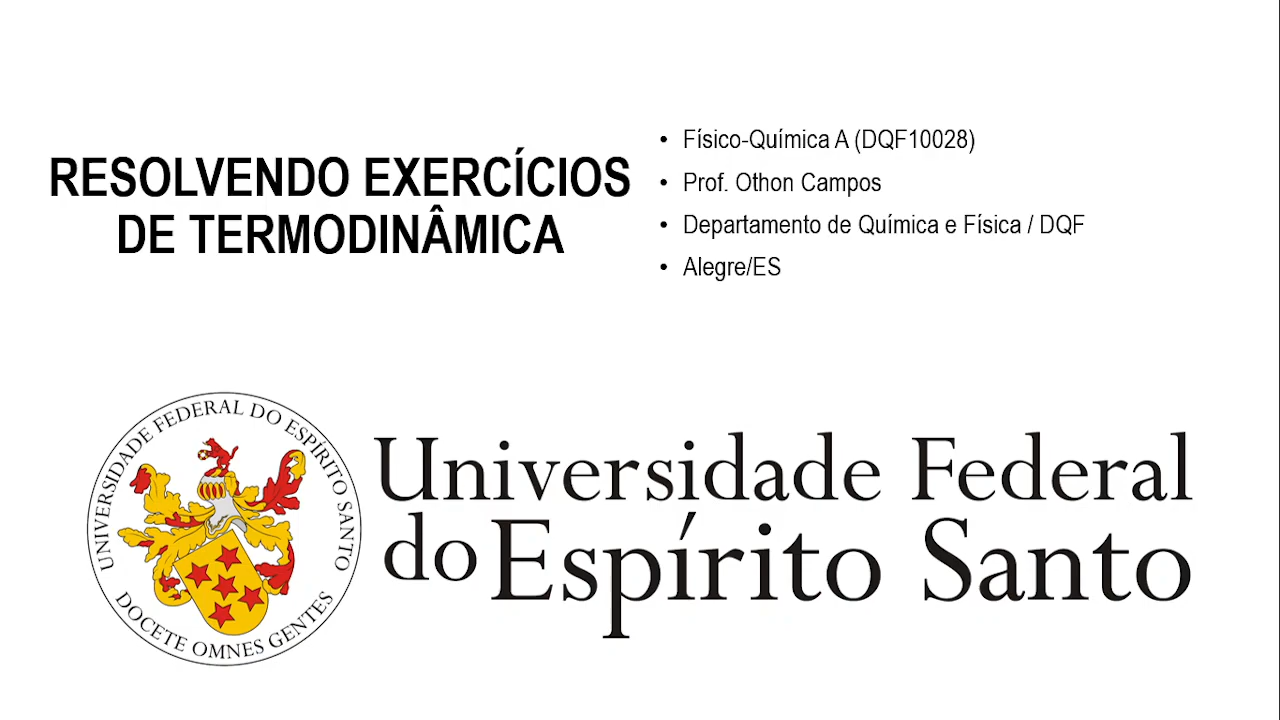 RESOLVENDO EXERCÍCIOS
DE TERMODINÂMICA
• Físico-Química A (DQF10028)
• Prof. Othon Campos
• Departamento de Química e Física / DQF
• Alegre/ES
UNIVERSIDADE FEDERAL DO ESPÍRITO SANTO
DOCETE OMNES GENTES
Universidade Federal
do Espírito Santo